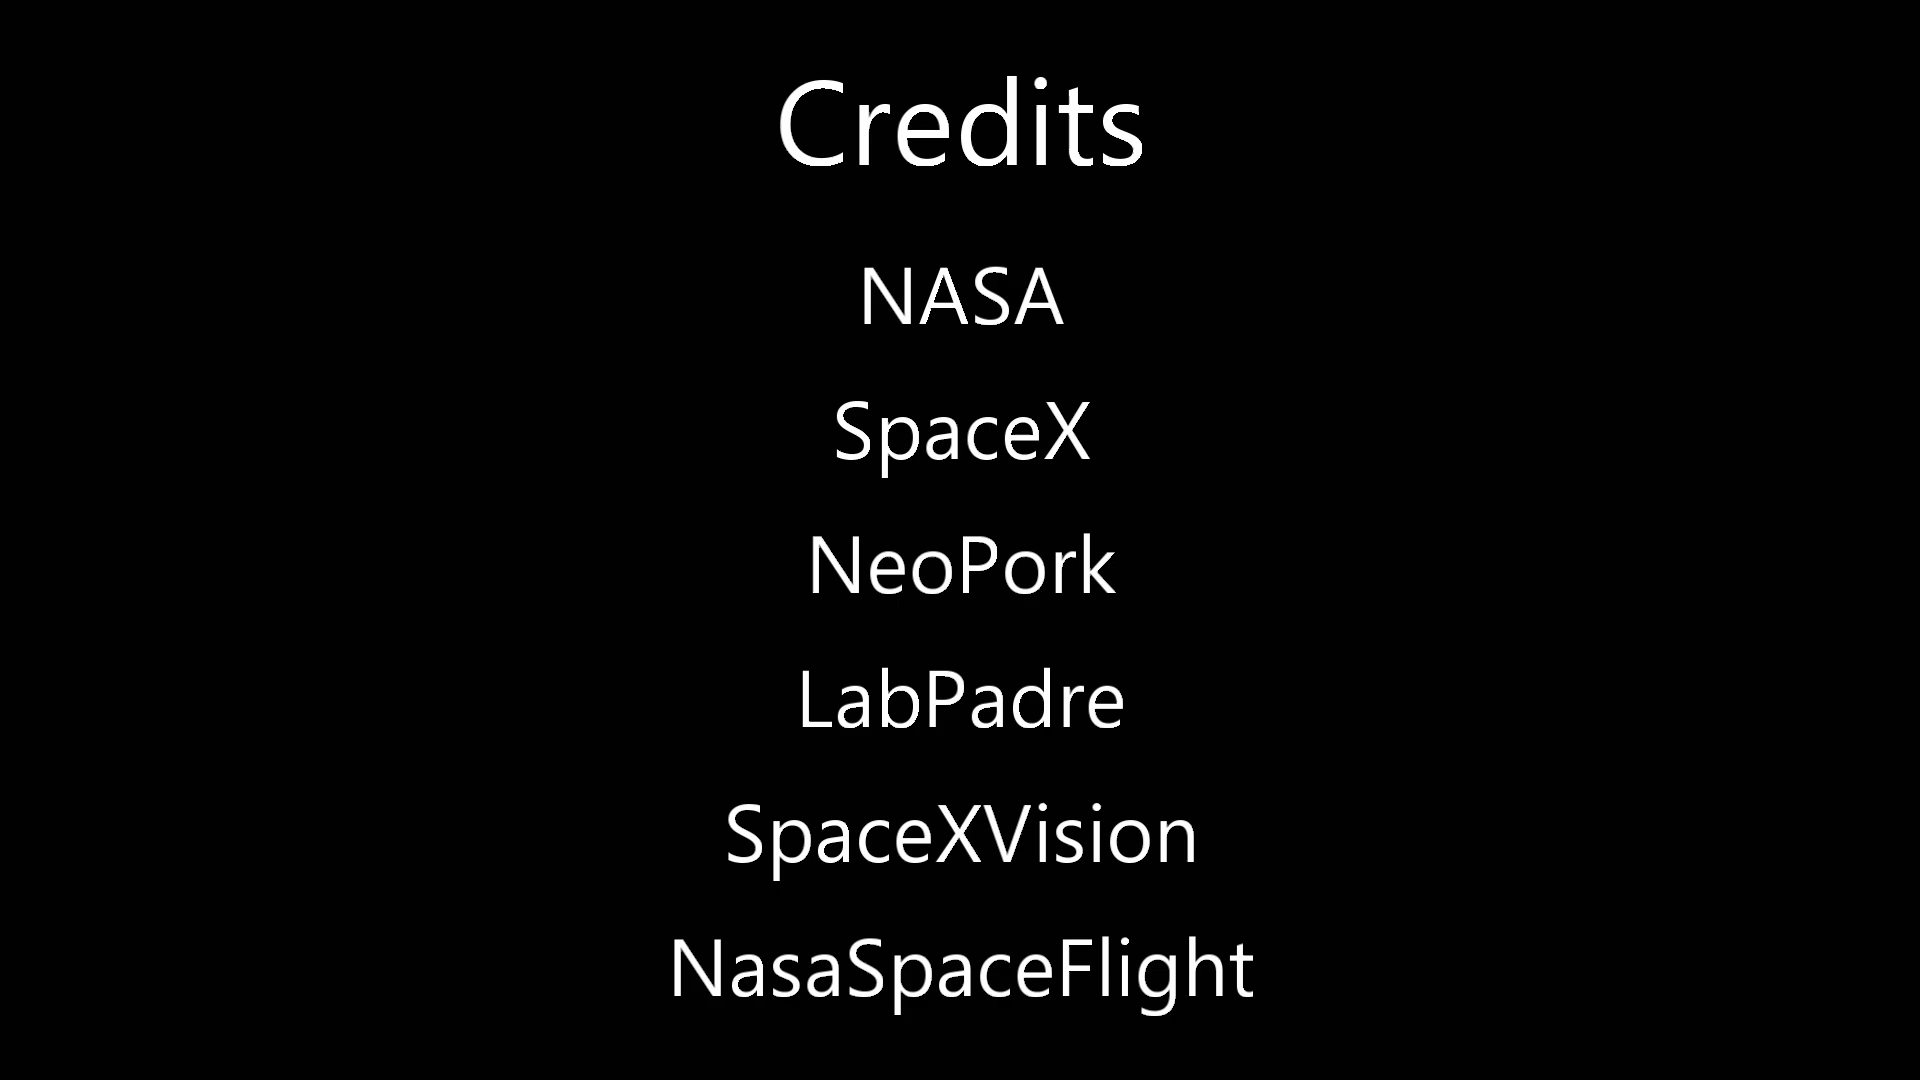 Credits
NASA
SpaceX
NeoPork
LabPadre
SpaceXVision
NasaSpaceFlight